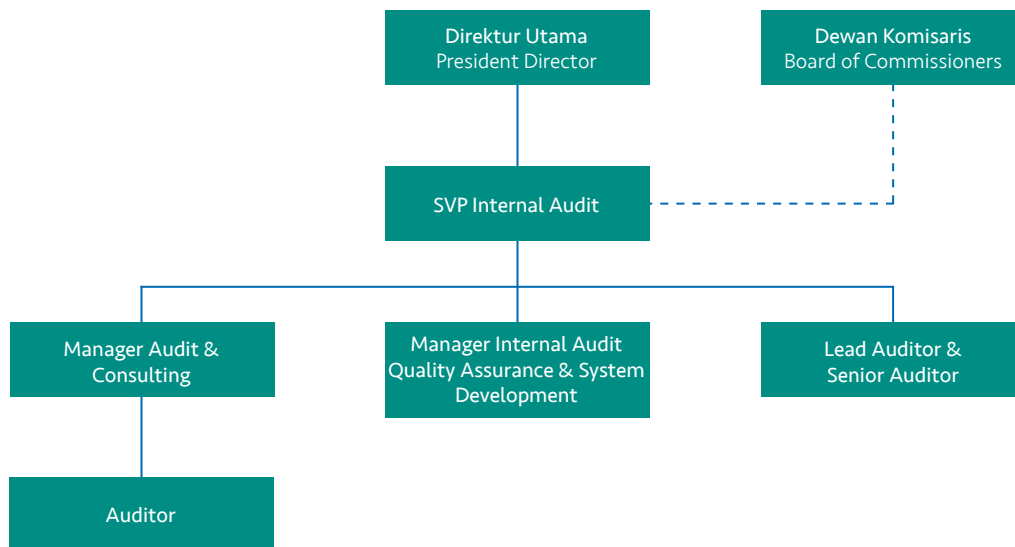 Direktur Utama
President Director
Dewan Komisaris
Board of Commissioners
SVP Internal Audit
Manager Audit &
Consulting
Manager Internal Audit
Quality Assurance & System
Development
Lead Auditor &
Senior Auditor
Auditor